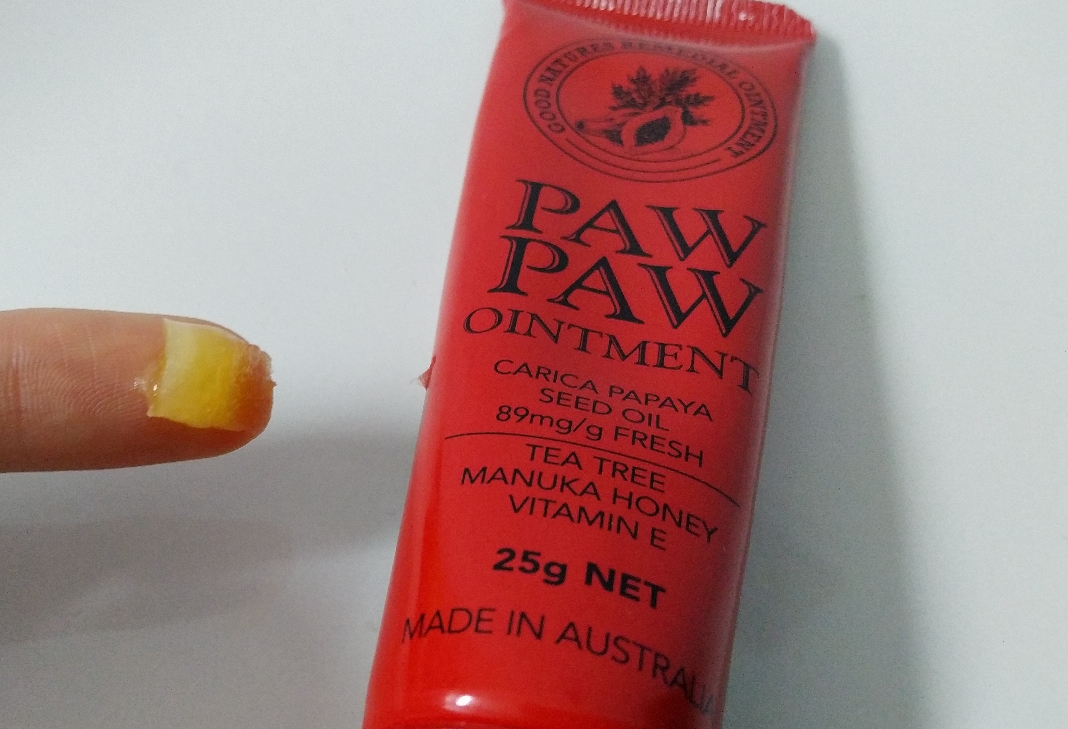 GOOD NATURES REMEDIAL OINTMENT
PAW
PAW
OINTMENT
CARICA PAPAYA
SEED OIL
89mg/g FRESH
TEA TREE
MANUKA HONEY
VITAMIN E
25g NET
MADE IN AUSTRALIA